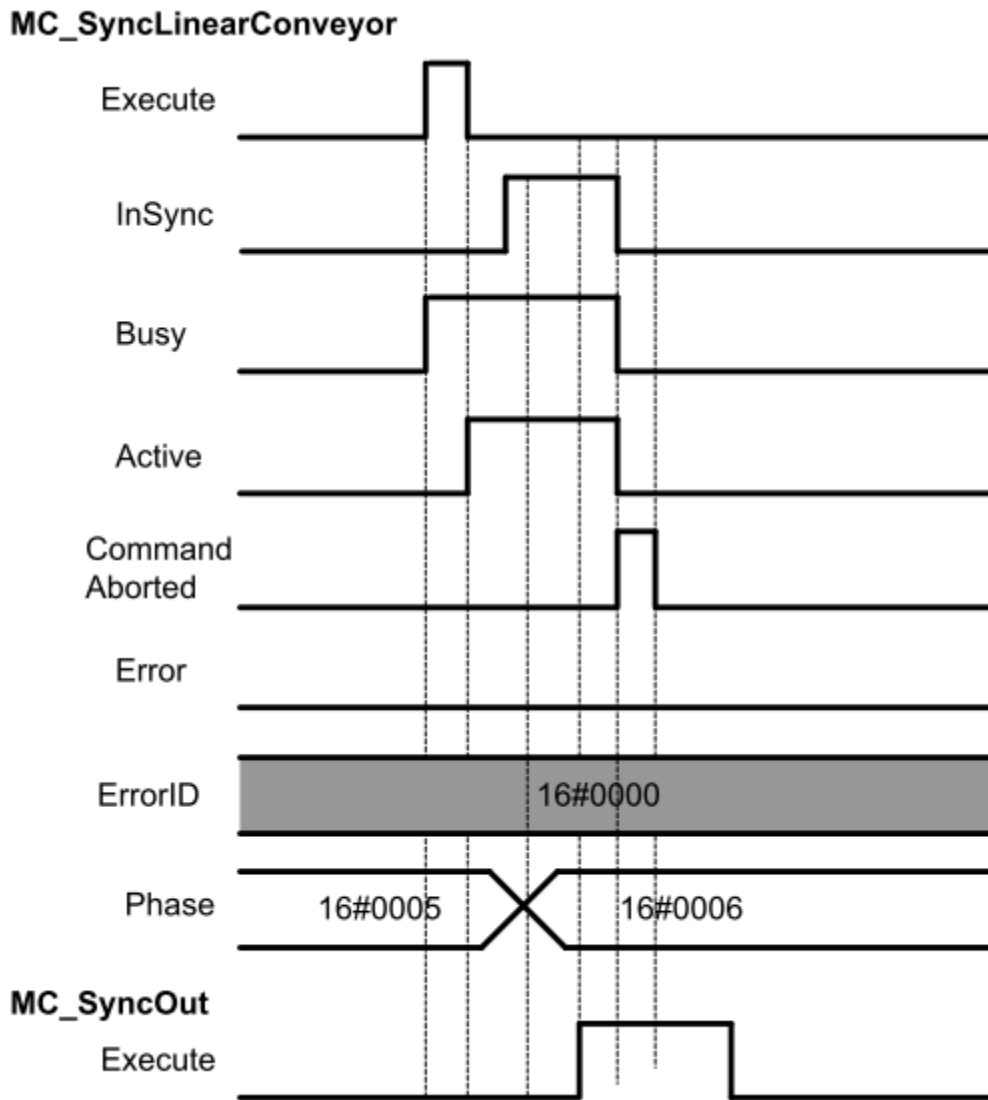 MC_SyncLinearConveyor
Execute
InSync
Busy
Active
Command
Aborted
Error
ErrorID
16#0000
Phase
16#0005
16#0006
MC_SyncOut
Execute